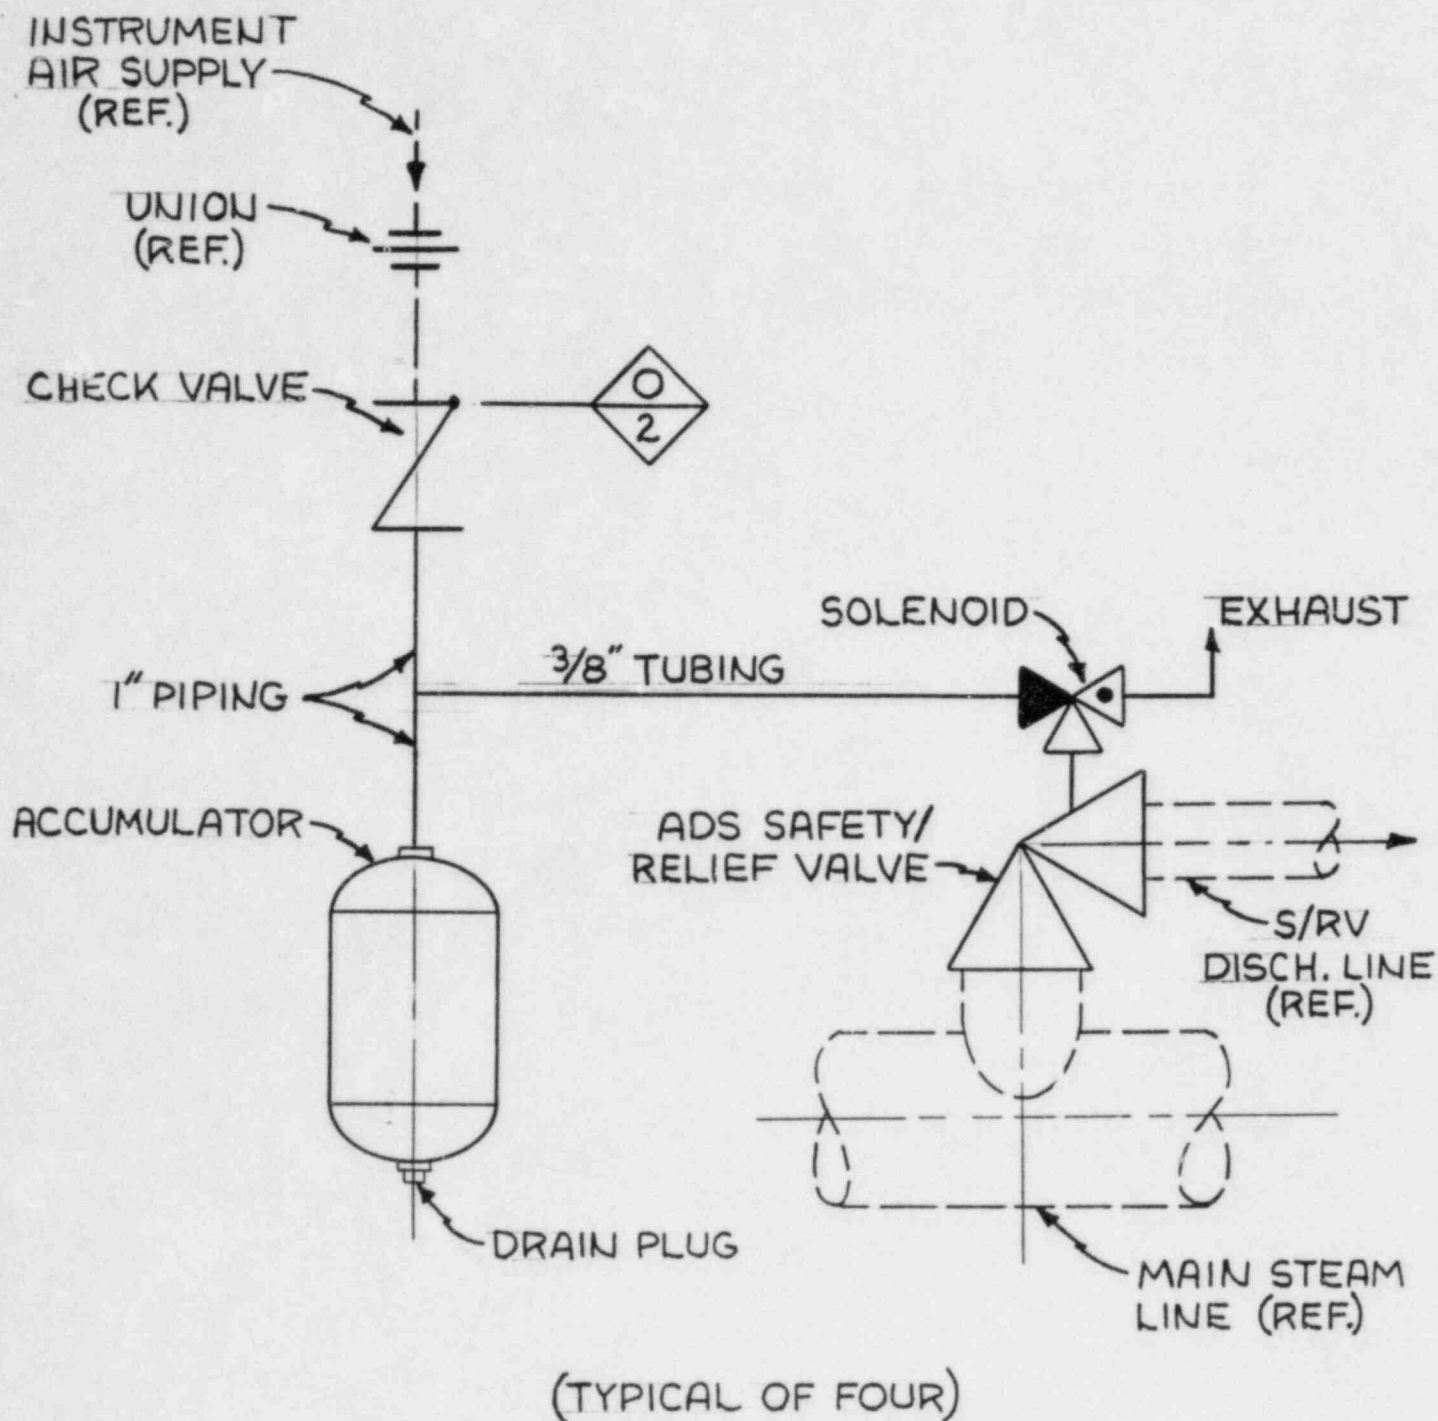 INSTRUMENT
AIR SUPPLY
(REF.)
UNION
(REF.)
CHECK VALVE
O
2
SOLENOID
EXHAUST
3/8" TUBING
1" PIPING
ACCUMULATOR
ADS SAFETY/
RELIEF VALVE
S/RV
DISCH. LINE
(REF.)
DRAIN PLUG
MAIN STEAM
LINE (REF.)
(TYPICAL OF FOUR)